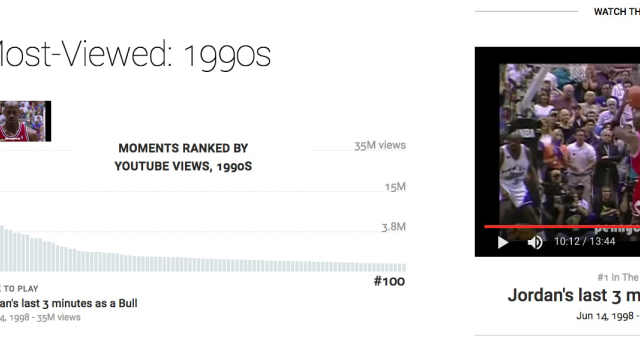 WATCH TH
Most-Viewed: 1990s
MOMENTS RANKED BY
YOUTUBE VIEWS, 1990S
35M views
15M
3.8M
#100
TO PLAY
an's last 3 minutes as a Bull
4, 1998 - 35M views
10:12 / 13:44
#1 In The
Jordan's last 3 m
Jun 14, 1998 -